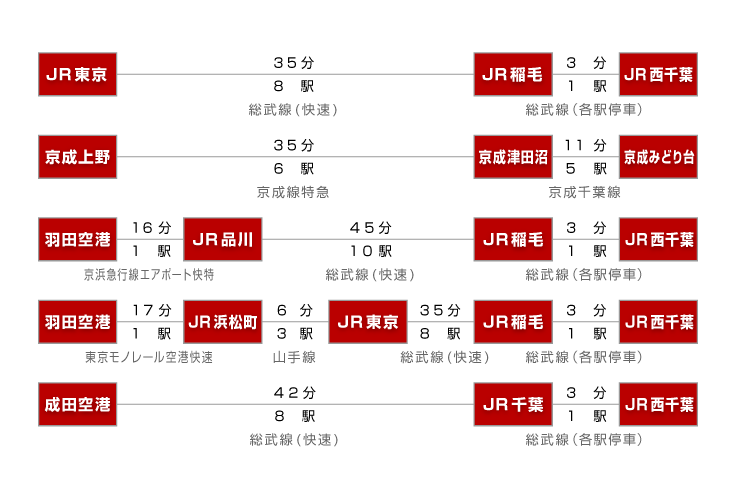 JR東京 35分 8 駅 総武線(快速) JR稲毛 3 分 1 駅 総武線(各駅停車) JR西千葉
京成上野 35分 6 駅 京成線特急 京成津田沼 11 分 5 駅 京成千葉線 京成みどり台
羽田空港 16分 1 駅 京浜急行線エアポート快特 JR品川 45分 10駅 総武線(快速) JR稲毛 3 分 1 駅 総武線(各駅停車) JR西千葉
羽田空港 17分 1 駅 東京モノレール空港快速 JR浜松町 6 分 3 駅 山手線 JR東京 35分 8 駅 総武線(快速) JR稲毛 3 分 1 駅 総武線(各駅停車) JR西千葉
成田空港 42分 8 駅 総武線(快速) JR千葉 3 分 1 駅 総武線(各駅停車) JR西千葉